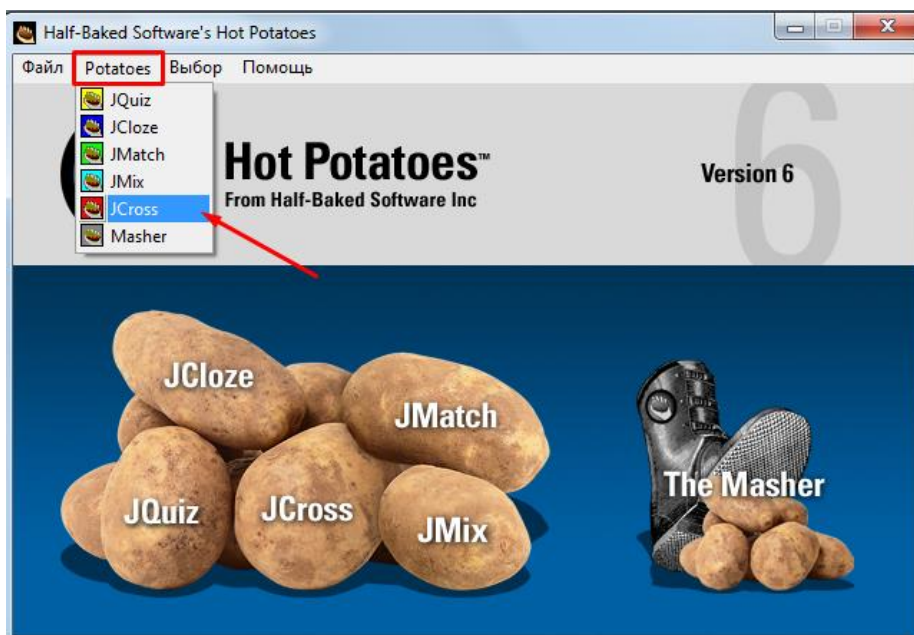 Half-Baked Software's Hot Potatoes
Файл Potatoes Выбор Помощь
JQuiz
JCloze
JMatch
JMix
JCross
Masher
Hot Potatoes™
From Half-Baked Software Inc
6
Version 6
JCloze
JMatch
JQuiz
JCross
JMix
The Masher